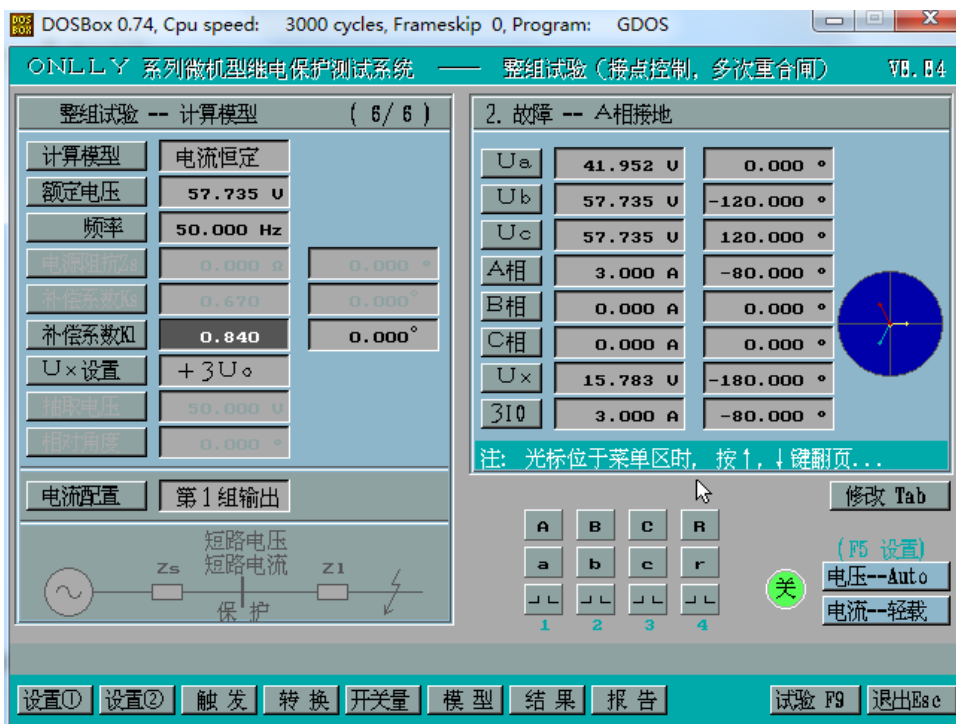 DOSBox 0.74, Cpu speed: 3000 cycles, Frameskip 0, Program: GDOS
ONLLY 系列微机型继电保护测试系统 —— 整组试验（接点控制，多次重合闸） V8.04
整组试验 -- 计算模型 ( 6/ 6 )
计算模型 电流恒定
额定电压 57.735 V
频率 50.000 Hz
电源阻抗Zs 0.000 Ω 0.000 °
补偿系数Ks 0.670 0.000°
补偿系数Kl 0.840 0.000°
Ux设置 +3Uo
抽取电压 50.000 V
相对角度 0.000 °
电流配置 第1组输出
短路电压
短路电流
Zs Zl
保护
2. 故障 -- A相接地
Ua 41.952 V 0.000 °
Ub 57.735 V -120.000 °
Uc 57.735 V 120.000 °
A相 3.000 A -80.000 °
B相 0.000 A 0.000 °
C相 0.000 A 0.000 °
Ux 15.783 V -180.000 °
3I0 3.000 A -80.000 °
注: 光标位于菜单区时, 按↑,↓键翻页...
修改 Tab
A B C R
a b c r
1 2 3 4
关
(F5 设置)
电压--Auto
电流--轻载
设置① 设置② 触发 转换 开关量 模型 结果 报告 试验 F9 退出Esc